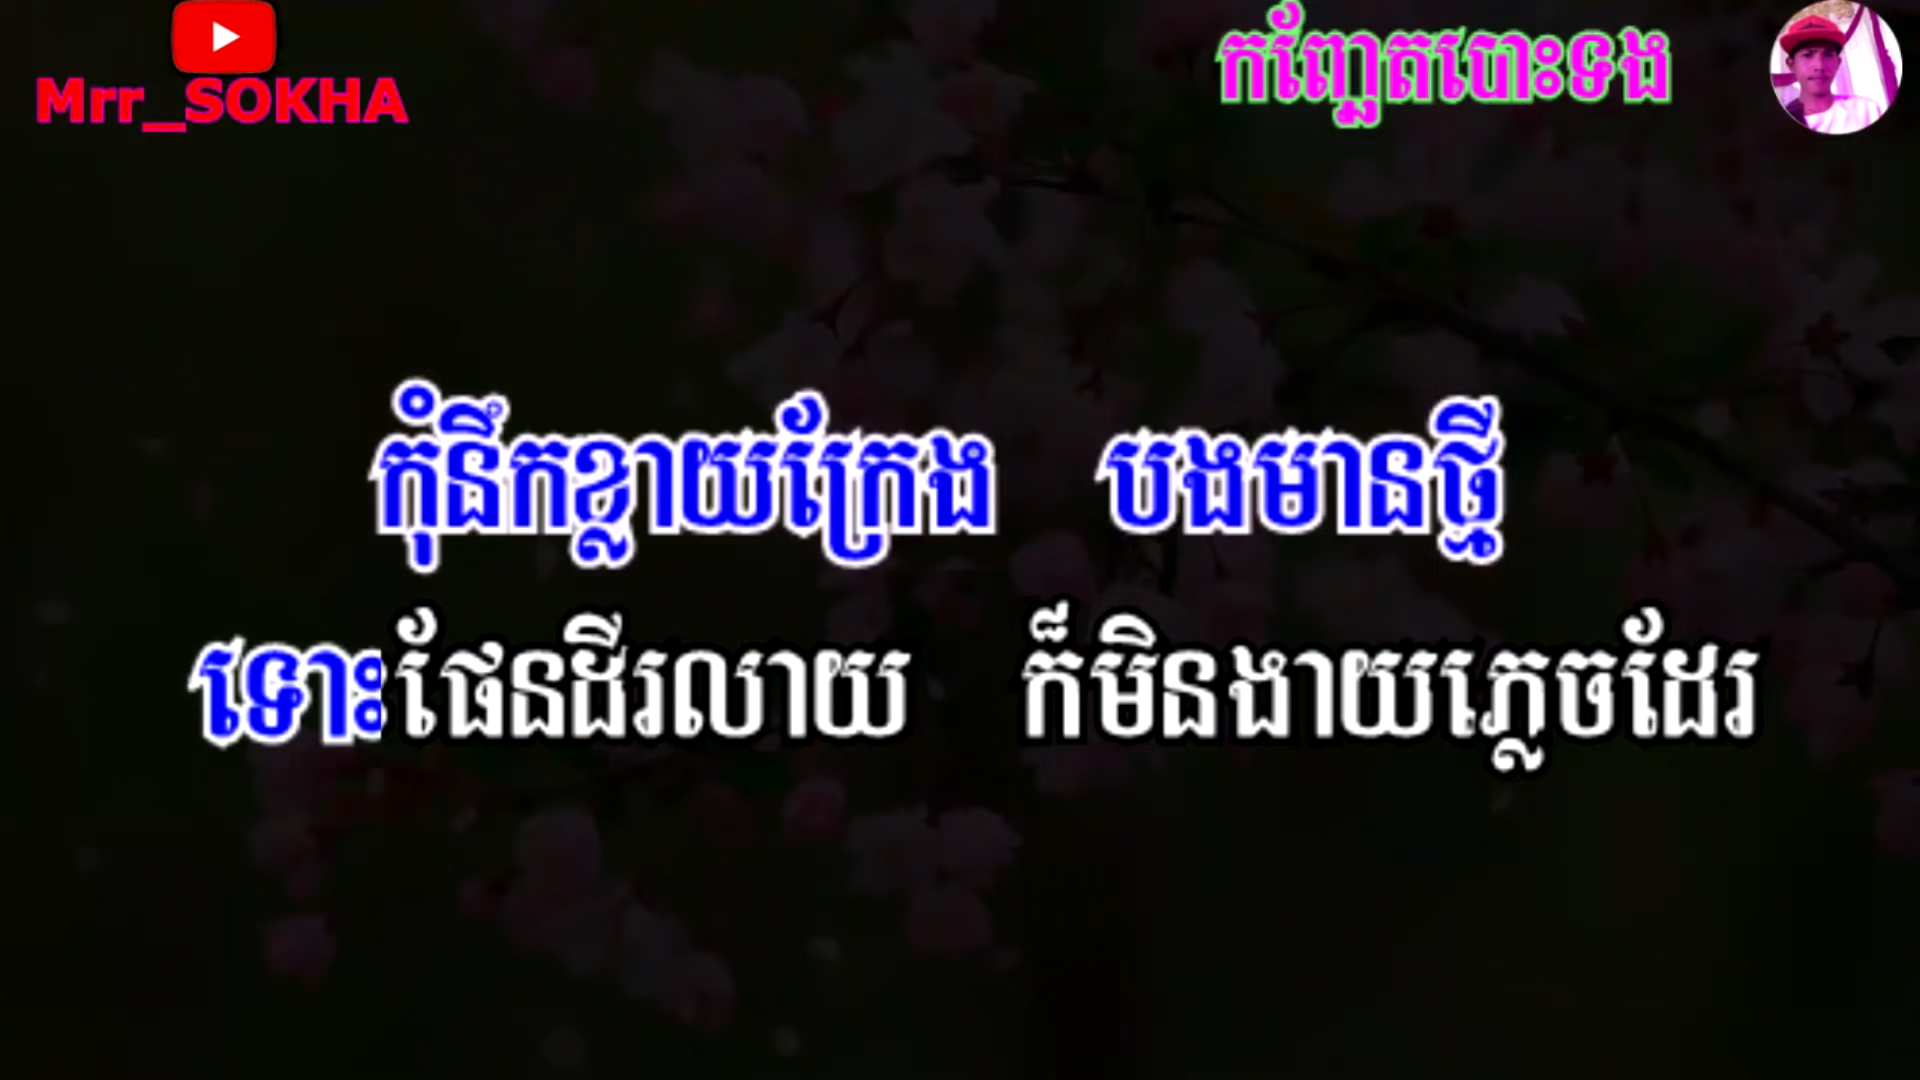 Mrr_SOKHA
កញ្ឆែតបោះទង
កុំនឹកខ្លាយក្រែង បងមានថ្មី
ទោះផែនដីរលាយ ក៏មិនងាយភ្លេចដែរ